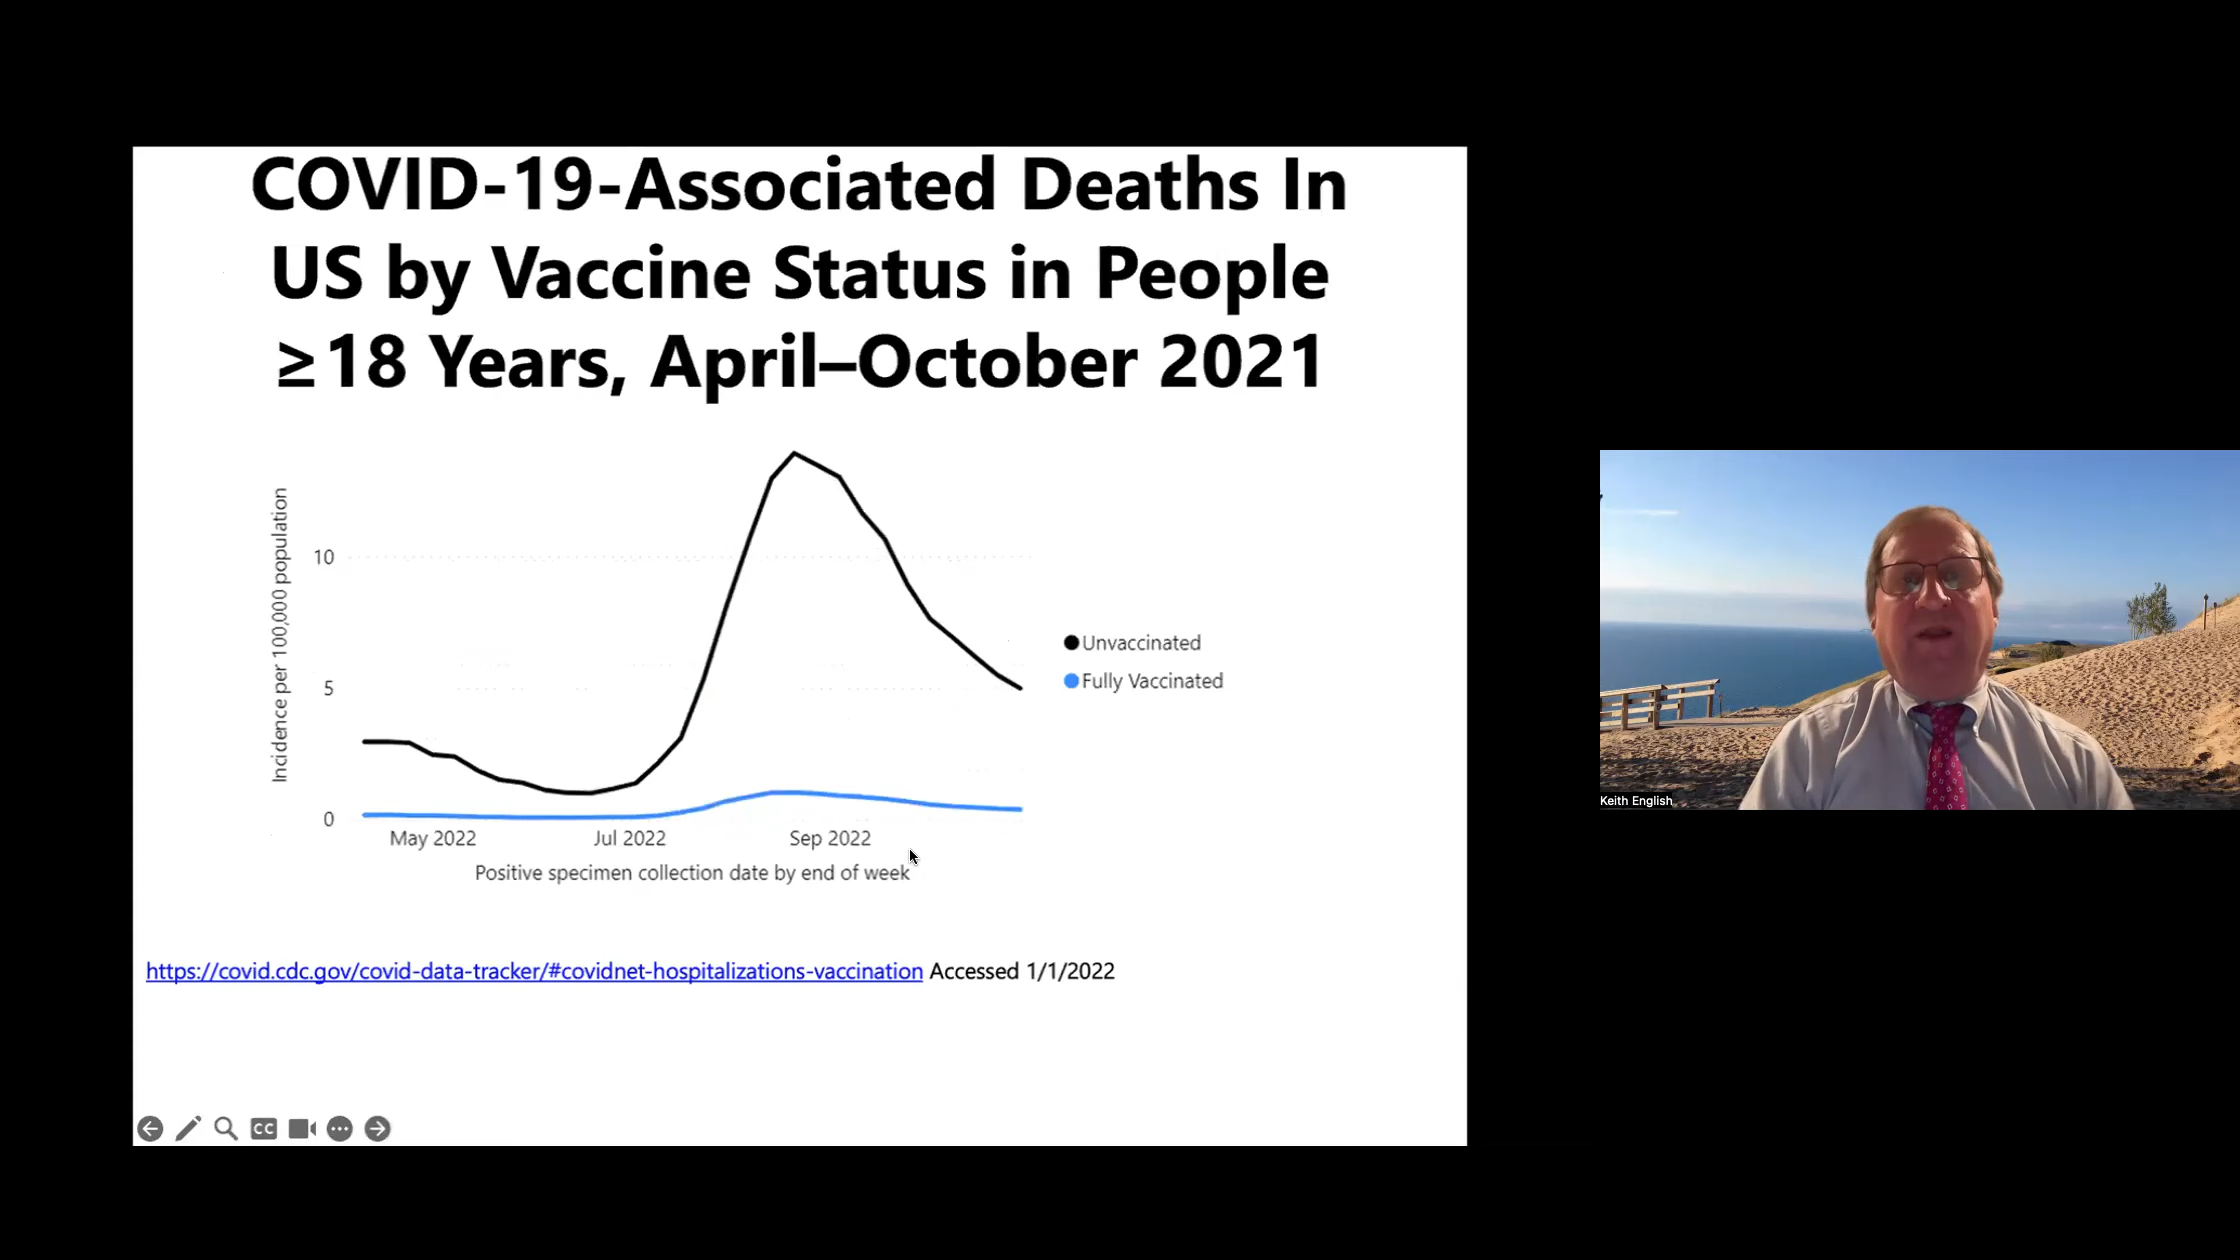 COVID-19-Associated Deaths In
US by Vaccine Status in People
≥18 Years, April–October 2021
Incidence per 100,000 population
10
5
0
May 2022 Jul 2022 Sep 2022
Positive specimen collection date by end of week
Unvaccinated
Fully Vaccinated
https://covid.cdc.gov/covid-data-tracker/#covidnet-hospitalizations-vaccination Accessed 1/1/2022
CC
Keith English